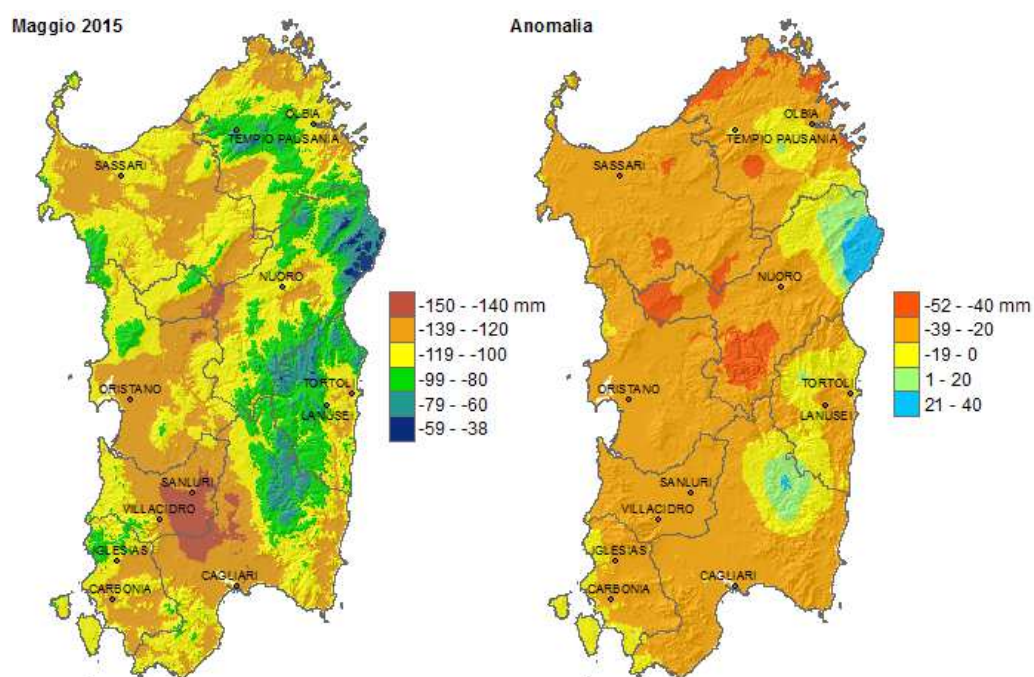 Maggio 2015
OLBIA
TEMPIO PAUSANIA
SASSARI
NUORO
ORISTANO
TORTOLI
LANUSEI
SANLURI
VILLACIDRO
IGLESIAS
CARBONIA
CAGLIARI
-150 - -140 mm
-139 - -120
-119 - -100
-99 - -80
-79 - -60
-59 - -38
Anomalia
OLBIA
TEMPIO PAUSANIA
SASSARI
NUORO
ORISTANO
TORTOLI
LANUSEI
SANLURI
VILLACIDRO
IGLESIAS
CARBONIA
CAGLIARI
-52 - -40 mm
-39 - -20
-19 - 0
1 - 20
21 - 40